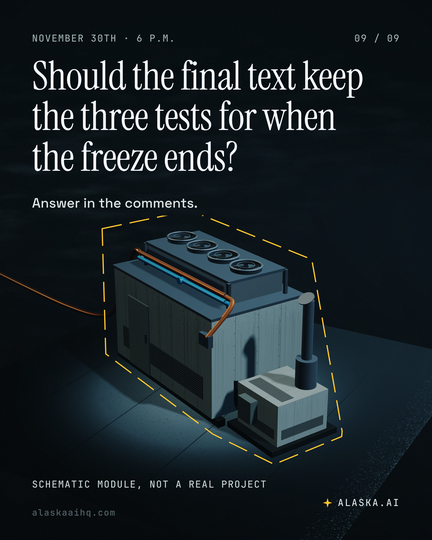 NOVEMBER 30TH · 6 P.M.
09 / 09
Should the final text keep
the three tests for when
the freeze ends?
Answer in the comments.
SCHEMATIC MODULE, NOT A REAL PROJECT
ALASKA.AI
alaskaaihq.com